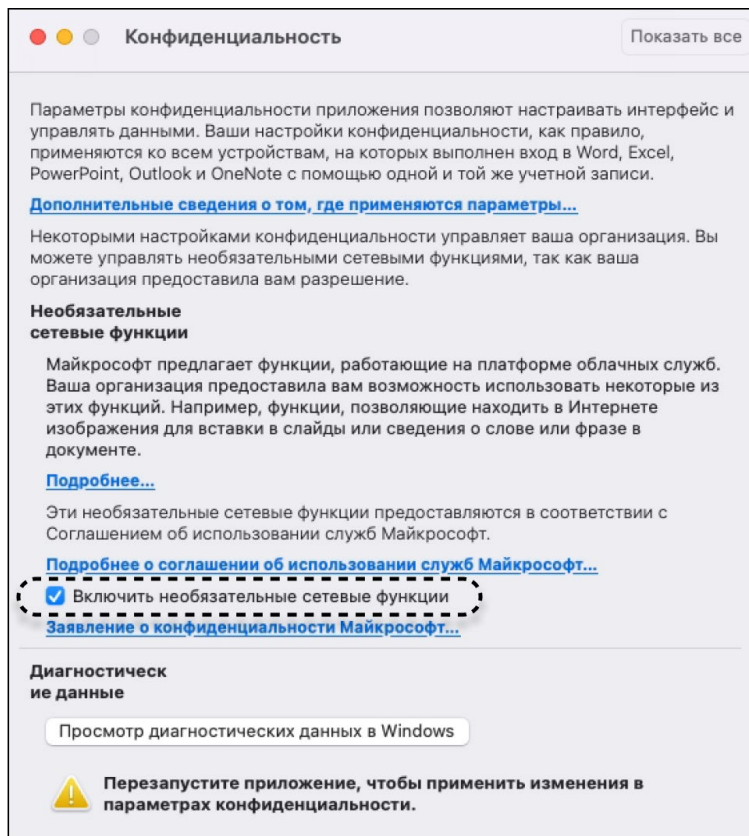 Конфиденциальность
Показать все
Параметры конфиденциальности приложения позволяют настраивать интерфейс и
управлять данными. Ваши настройки конфиденциальности, как правило,
применяются ко всем устройствам, на которых выполнен вход в Word, Excel,
PowerPoint, Outlook и OneNote с помощью одной и той же учетной записи.
Дополнительные сведения о том, где применяются параметры...
Некоторыми настройками конфиденциальности управляет ваша организация. Вы
можете управлять необязательными сетевыми функциями, так как ваша
организация предоставила вам разрешение.
Необязательные
сетевые функции
Майкрософт предлагает функции, работающие на платформе облачных служб.
Ваша организация предоставила вам возможность использовать некоторые из
этих функций. Например, функции, позволяющие находить в Интернете
изображения для вставки в слайды или сведения о слове или фразе в
документе.
Подробнее...
Эти необязательные сетевые функции предоставляются в соответствии с
Соглашением об использовании служб Майкрософт.
Подробнее о соглашении об использовании служб Майкрософт...
Включить необязательные сетевые функции
Заявление о конфиденциальности Майкрософт...
Диагностическ
ие данные
Просмотр диагностических данных в Windows
Перезапустите приложение, чтобы применить изменения в
параметрах конфиденциальности.